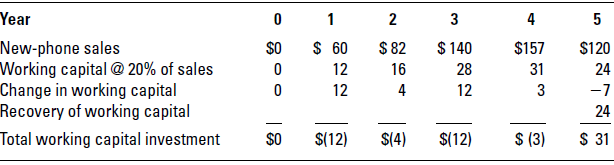 Year 0 1 2 3 4 5
New-phone sales $0 $ 60 $ 82 $ 140 $157 $120
Working capital @ 20% of sales 0 12 16 28 31 24
Change in working capital 0 12 4 12 3 −7
Recovery of working capital 24
Total working capital investment $0 $(12) $(4) $(12) $ (3) $ 31